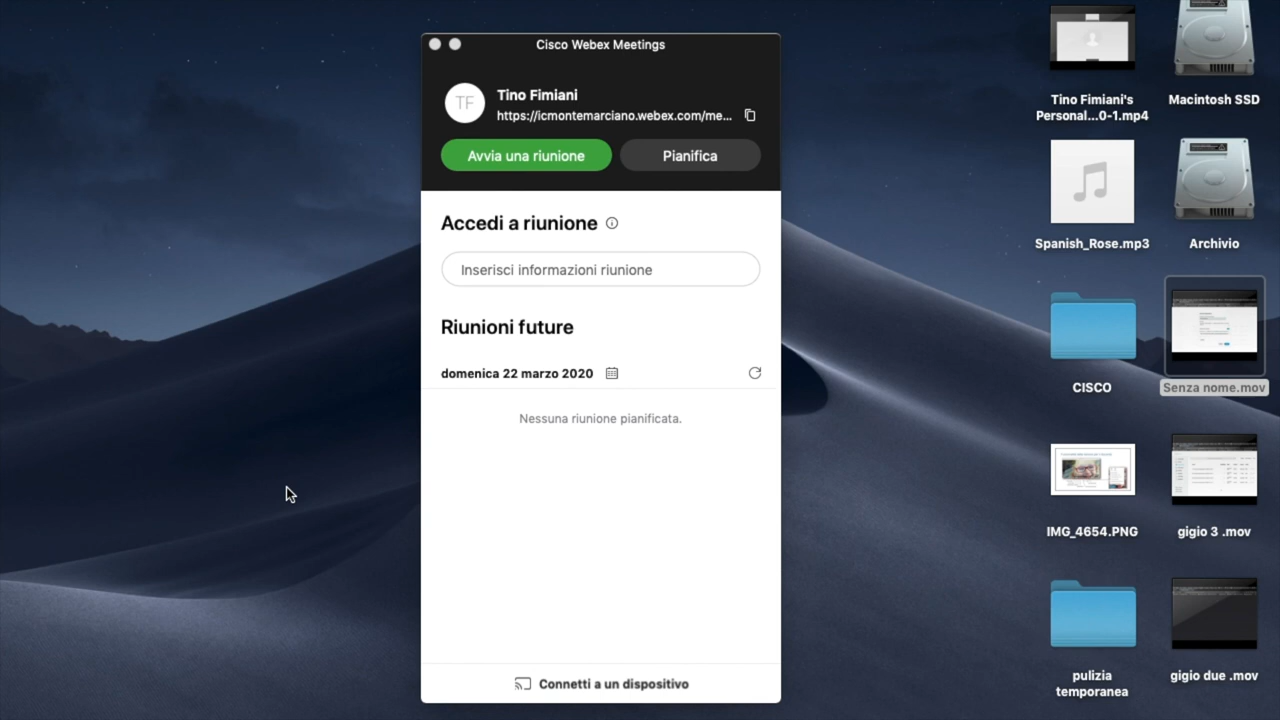 Cisco Webex Meetings
TF
Tino Fimiani
https://icmontemarciano.webex.com/me...
Avvia una riunione
Pianifica
Accedi a riunione
Inserisci informazioni riunione
Riunioni future
domenica 22 marzo 2020
Nessuna riunione pianificata.
Connetti a un dispositivo
Tino Fimiani's
Personal...0-1.mp4
Macintosh SSD
Spanish_Rose.mp3
Archivio
CISCO
Senza nome.mov
IMG_4654.PNG
gigio 3 .mov
pulizia
temporanea
gigio due .mov